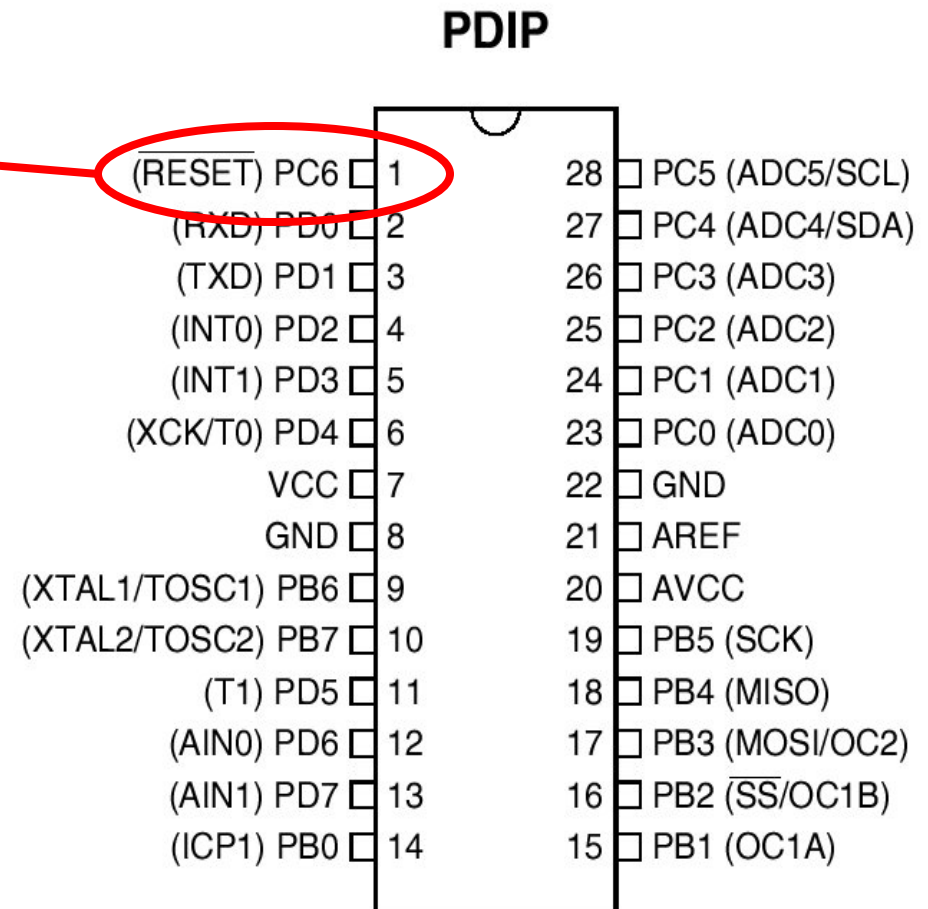 PDIP
(RESET) PC6 1 28 PC5 (ADC5/SCL)
(RXD) PD0 2 27 PC4 (ADC4/SDA)
(TXD) PD1 3 26 PC3 (ADC3)
(INT0) PD2 4 25 PC2 (ADC2)
(INT1) PD3 5 24 PC1 (ADC1)
(XCK/T0) PD4 6 23 PC0 (ADC0)
VCC 7 22 GND
GND 8 21 AREF
(XTAL1/TOSC1) PB6 9 20 AVCC
(XTAL2/TOSC2) PB7 10 19 PB5 (SCK)
(T1) PD5 11 18 PB4 (MISO)
(AIN0) PD6 12 17 PB3 (MOSI/OC2)
(AIN1) PD7 13 16 PB2 (SS/OC1B)
(ICP1) PB0 14 15 PB1 (OC1A)